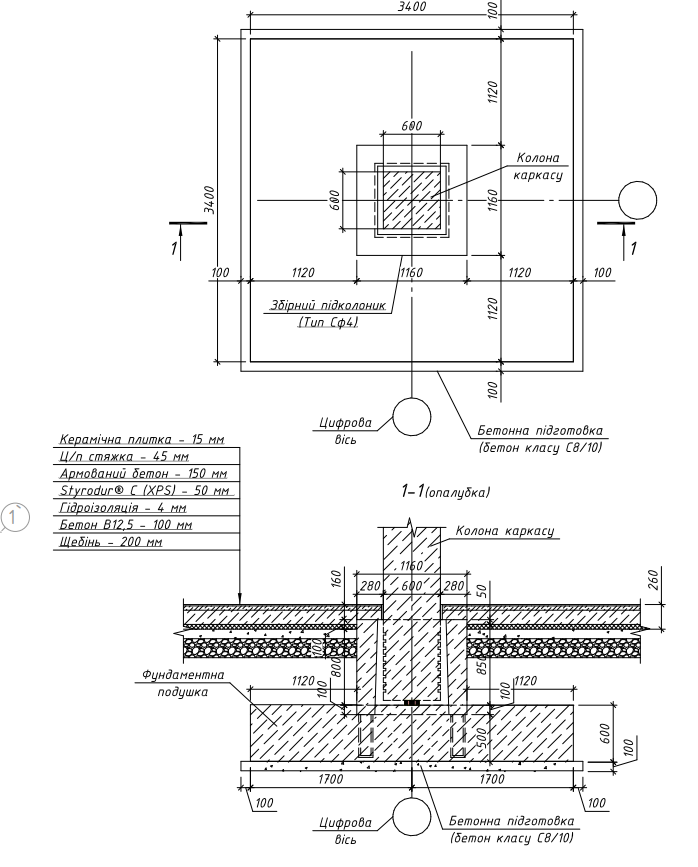 3400
100
1120
600
Колона
каркасу
3400
600
1160
1
1
100
1120
1160
1120
100
Збірний підколоник
(Тип Сф4)
1120
100
Цифрова
вісь
Бетонна підготовка
(бетон класу С8/10)
Керамічна плитка – 15 мм
Ц/п стяжка – 45 мм
Армований бетон – 150 мм
Styrodur® C (XPS) – 50 мм
Гідроізоляція – 4 мм
Бетон В12,5 – 100 мм
Щебінь – 200 мм
1
1-1(опалубка)
Колона каркасу
1160
160
280
600
280
50
260
100
800
850
Фундаментна
подушка
1120
100
100
1120
500
600
100
1700
1700
100
100
Цифрова
вісь
Бетонна підготовка
(бетон класу С8/10)